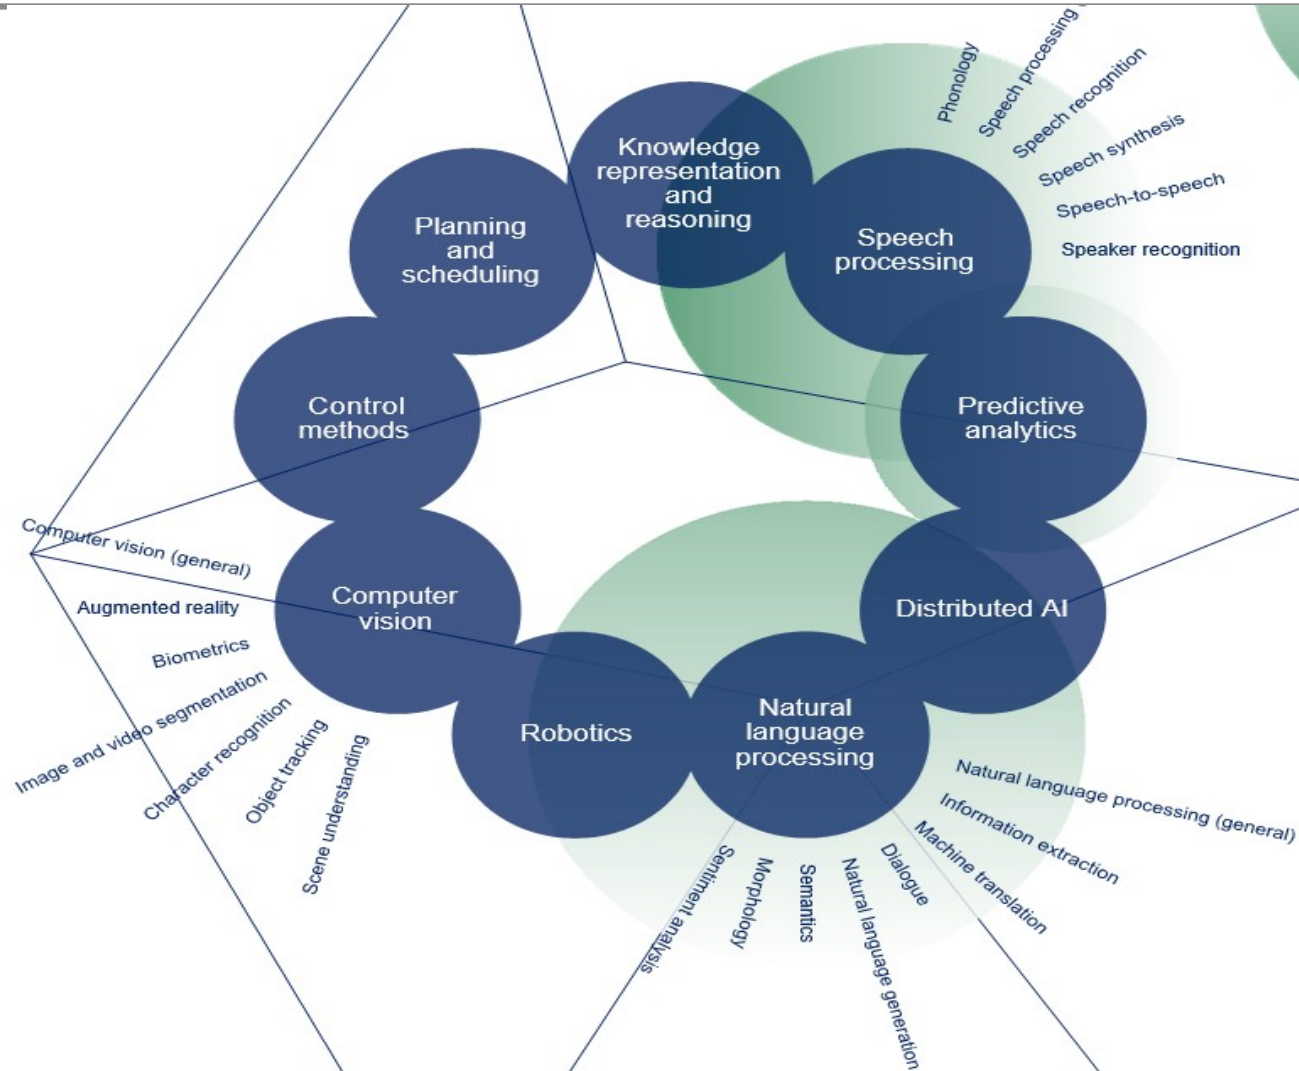 Phonology
Speech processing
Speech recognition
Speech synthesis
Speech-to-speech
Speaker recognition
Knowledge
representation
and
reasoning
Planning
and
scheduling
Speech
processing
Control
methods
Predictive
analytics
Computer vision (general)
Augmented reality
Biometrics
Image and video segmentation
Character recognition
Object tracking
Scene understanding
Computer
vision
Distributed AI
Robotics
Natural
language
processing
Natural language processing (general)
Information extraction
Machine translation
Dialogue
Natural language generation
Semantics
Morphology
Sentiment analysis